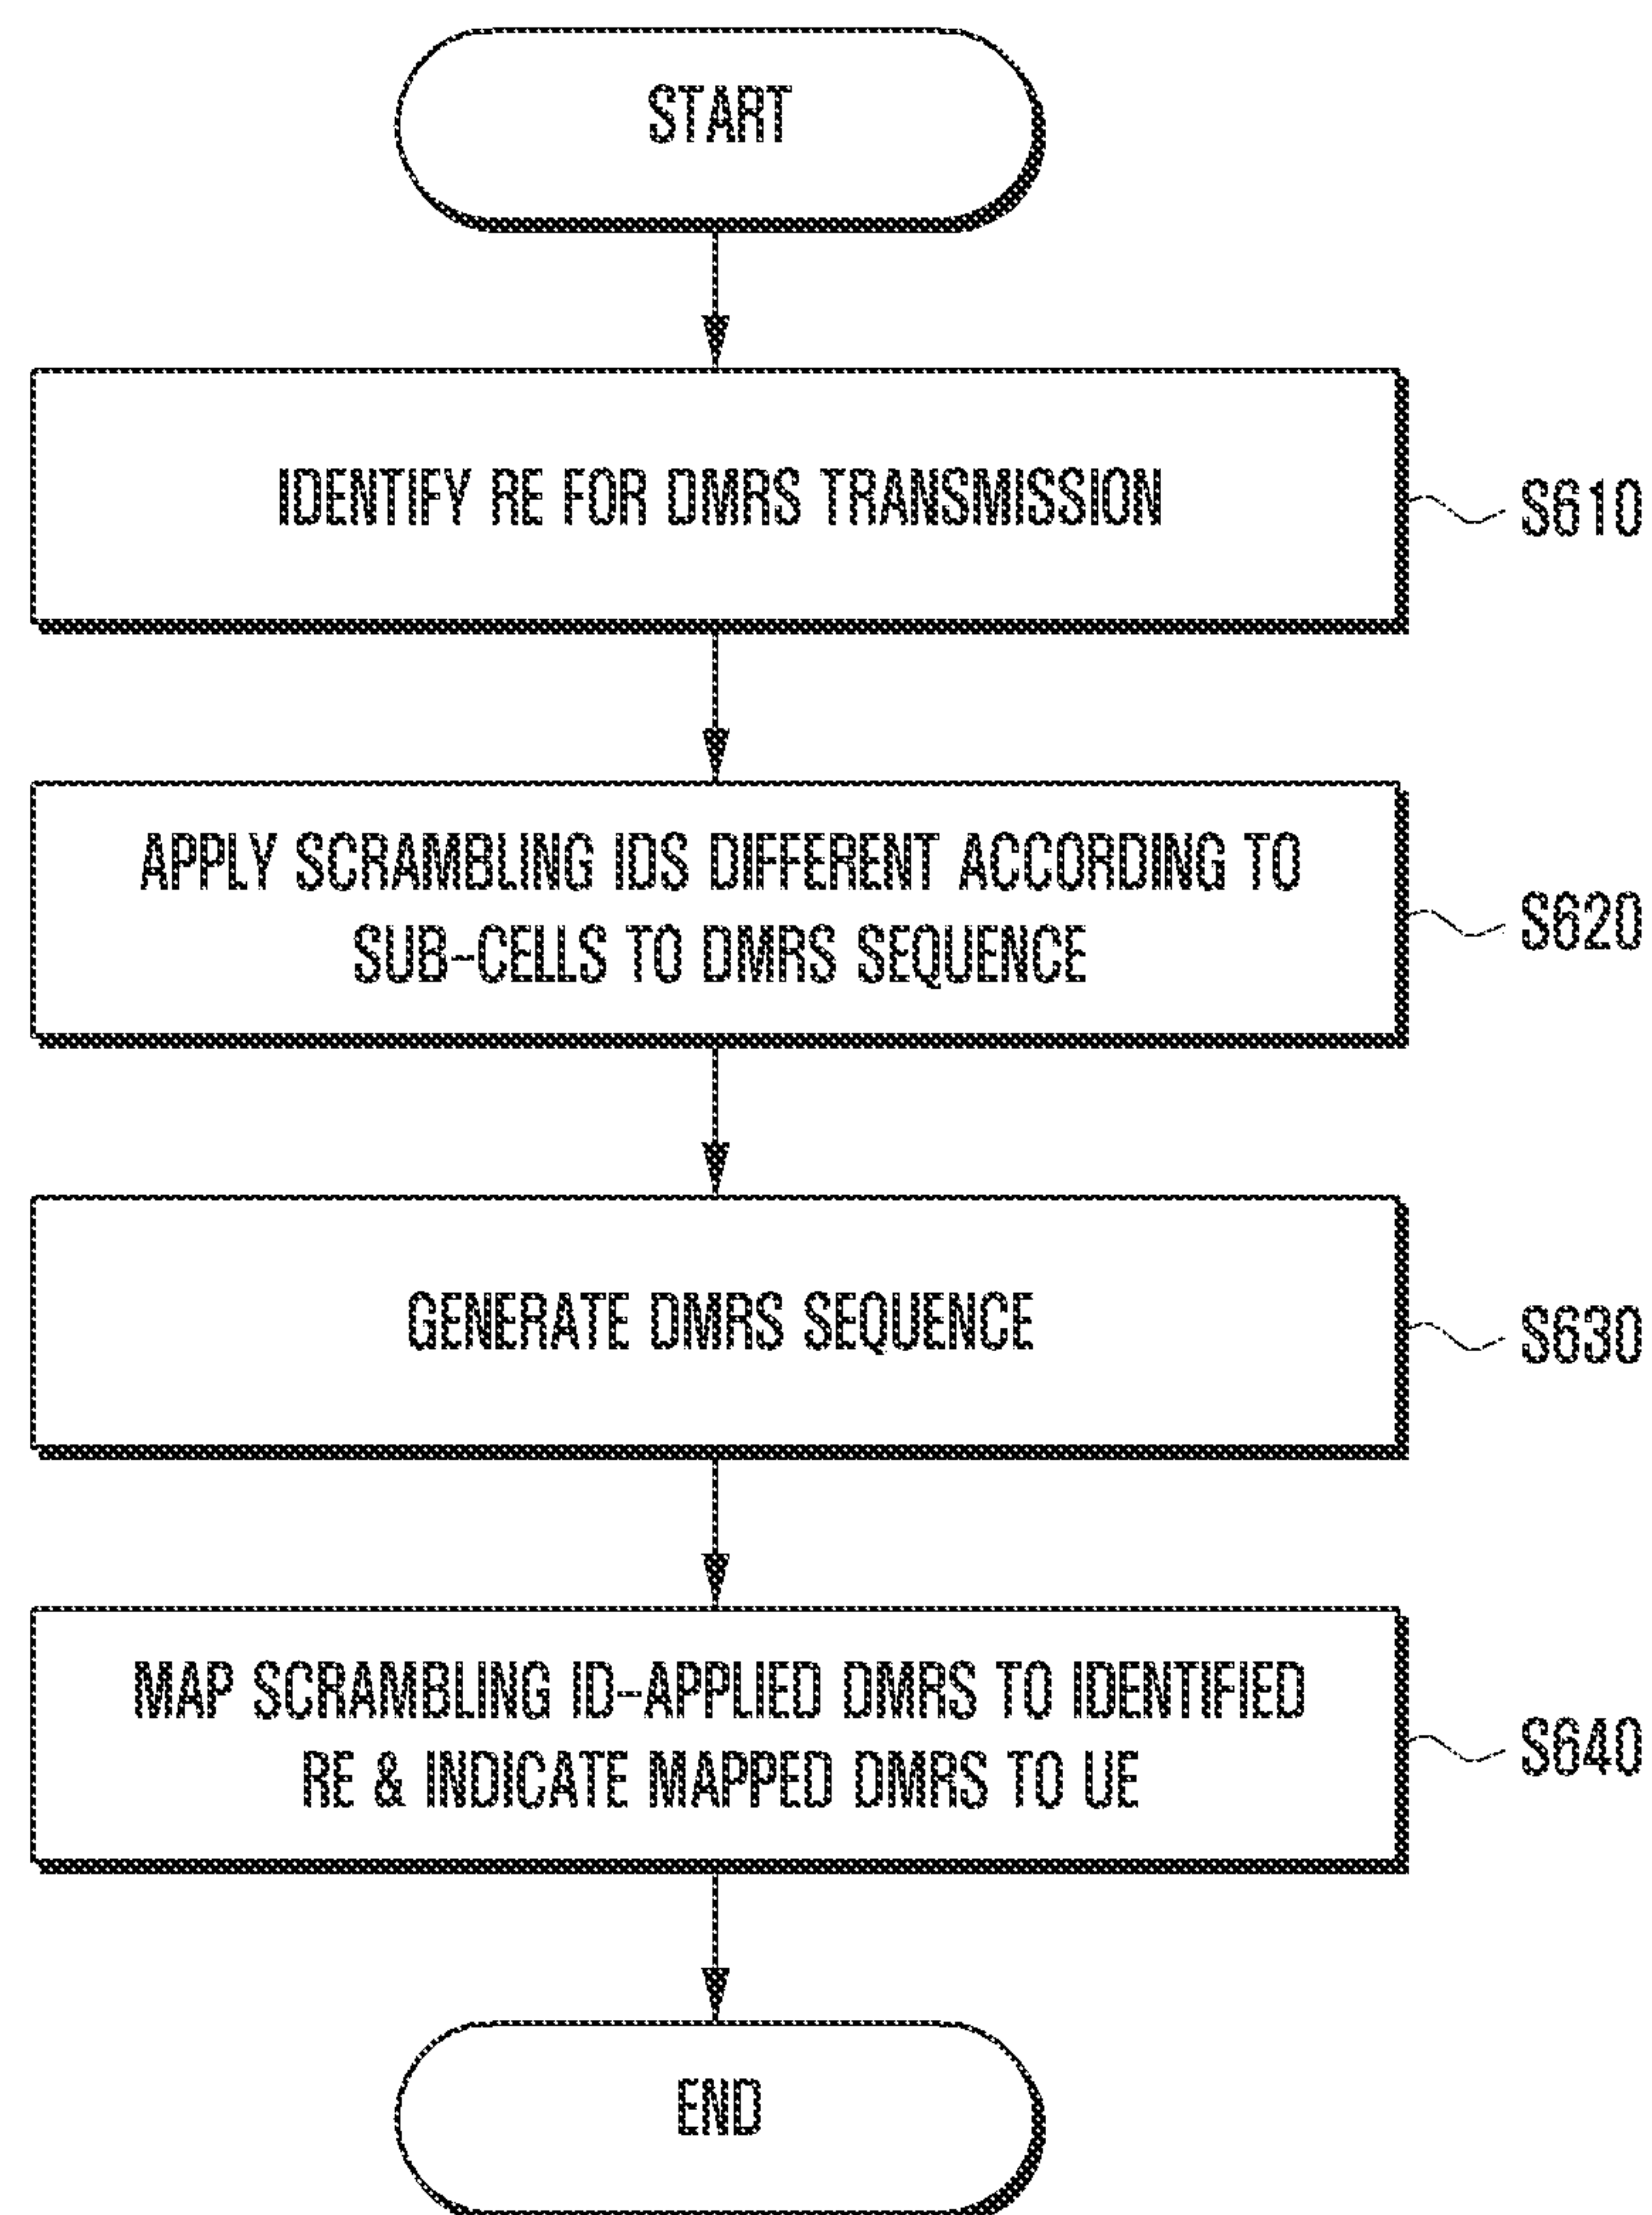 START
IDENTIFY RE FOR DMRS TRANSMISSION
S610
APPLY SCRAMBLING IDS DIFFERENT ACCORDING TO
SUB-CELLS TO DMRS SEQUENCE
S620
GENERATE DMRS SEQUENCE
S630
MAP SCRAMBLING ID-APPLIED DMRS TO IDENTIFIED
RE & INDICATE MAPPED DMRS TO UE
S640
END